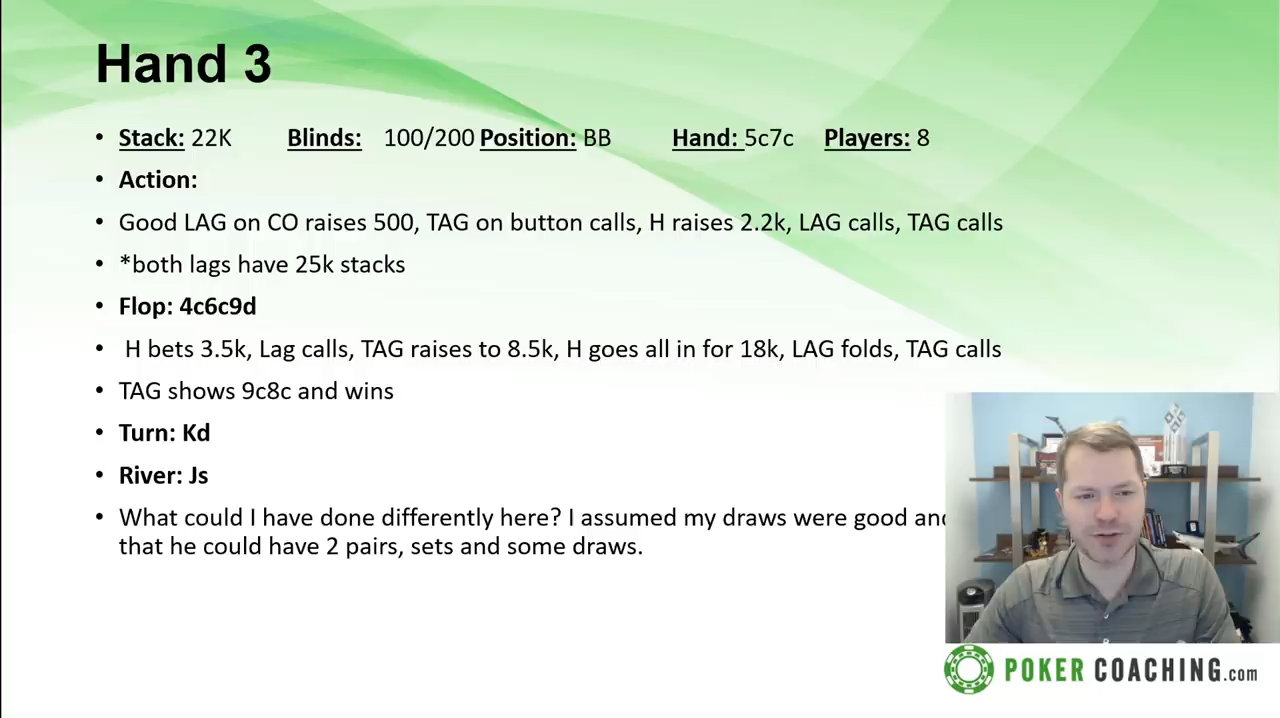 Hand 3
• Stack: 22K Blinds: 100/200 Position: BB Hand: 5c7c Players: 8
• Action:
• Good LAG on CO raises 500, TAG on button calls, H raises 2.2k, LAG calls, TAG calls
• *both lags have 25k stacks
• Flop: 4c6c9d
• H bets 3.5k, Lag calls, TAG raises to 8.5k, H goes all in for 18k, LAG folds, TAG calls
• TAG shows 9c8c and wins
• Turn: Kd
• River: Js
• What could I have done differently here? I assumed my draws were good and
that he could have 2 pairs, sets and some draws.
POKER COACHING.com